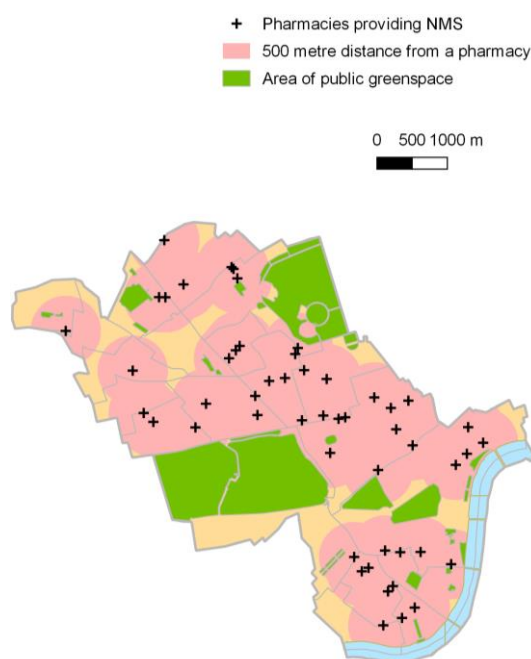 Pharmacies providing NMS
500 metre distance from a pharmacy
Area of public greenspace
0 500 1000 m